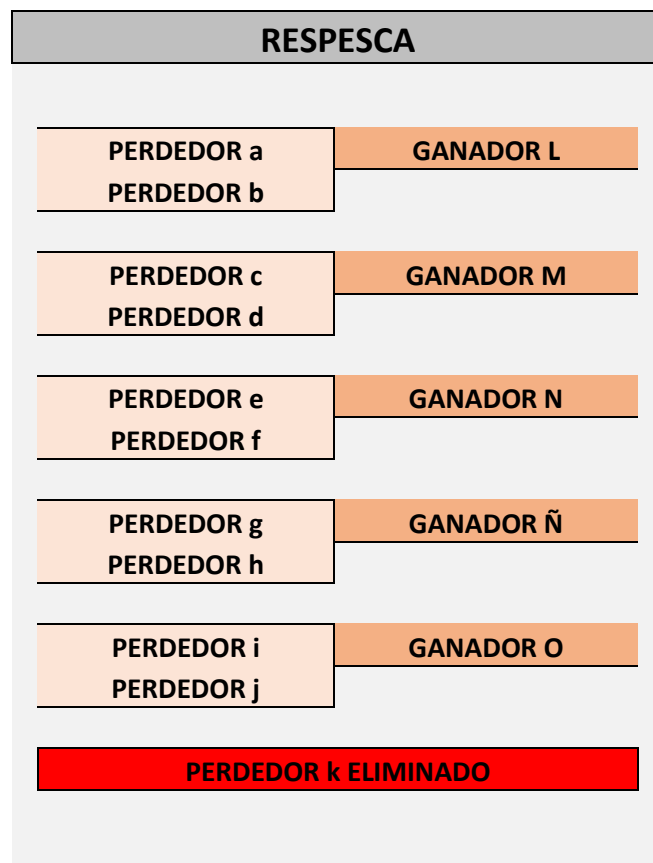 RESPESCA
PERDEDOR a GANADOR L
PERDEDOR b
PERDEDOR c GANADOR M
PERDEDOR d
PERDEDOR e GANADOR N
PERDEDOR f
PERDEDOR g GANADOR Ñ
PERDEDOR h
PERDEDOR i GANADOR O
PERDEDOR j
PERDEDOR k ELIMINADO